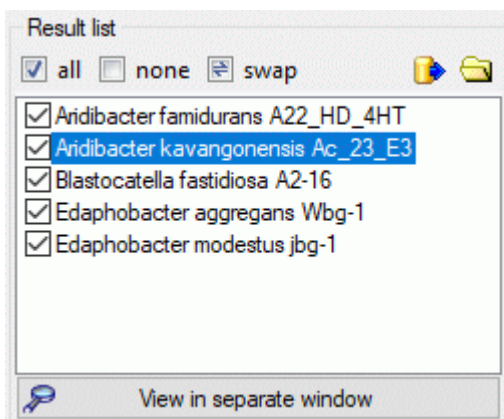 Result list
all none swap
Aridibacter famidurans A22_HD_4HT
Aridibacter kavangonensis Ac_23_E3
Blastocatella fastidiosa A2-16
Edaphobacter aggregans Wbg-1
Edaphobacter modestus jbg-1
View in separate window